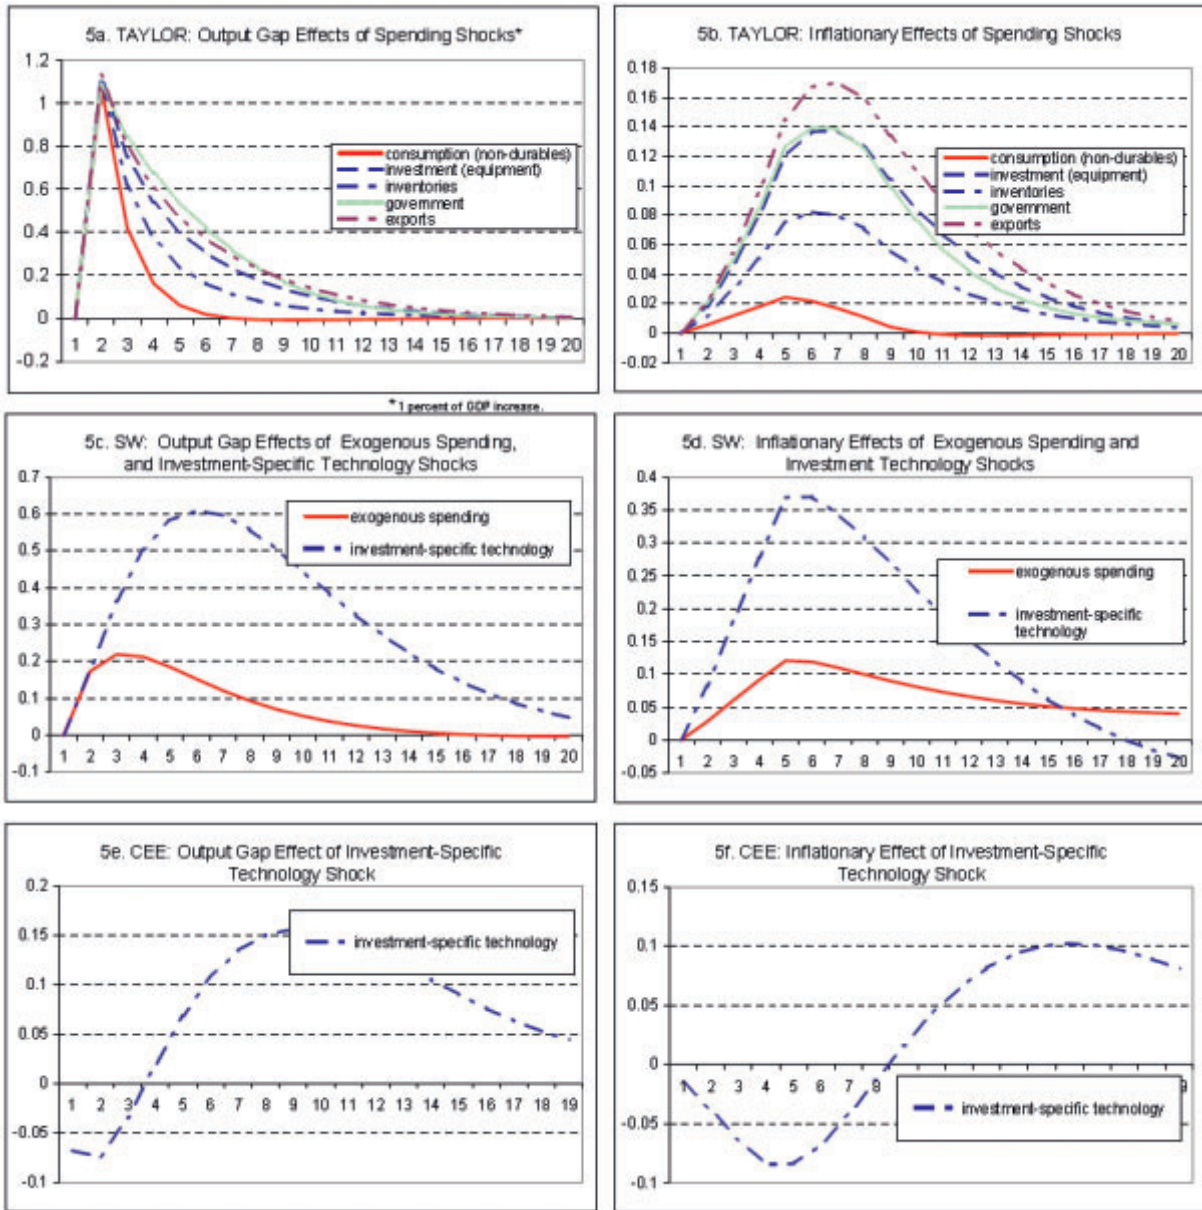 5a. TAYLOR: Output Gap Effects of Spending Shocks*
1.2
1
0.8
0.6
0.4
0.2
0
-0.2
consumption (non-durables)
investment (equipment)
inventories
government
exports
1 2 3 4 5 6 7 8 9 10 11 12 13 14 15 16 17 18 19 20
* 1 percent of GDP increase.
5b. TAYLOR: Inflationary Effects of Spending Shocks
0.18
0.16
0.14
0.12
0.1
0.08
0.06
0.04
0.02
0
-0.02
consumption (non-durables)
investment (equipment)
inventories
government
exports
1 2 3 4 5 6 7 8 9 10 11 12 13 14 15 16 17 18 19 20
5c. SW: Output Gap Effects of Exogenous Spending,
and Investment-Specific Technology Shocks
0.7
0.6
0.5
0.4
0.3
0.2
0.1
0
-0.1
exogenous spending
investment-specific technology
1 2 3 4 5 6 7 8 9 10 11 12 13 14 15 16 17 18 19 20
5d. SW: Inflationary Effects of Exogenous Spending and
Investment Technology Shocks
0.4
0.35
0.3
0.25
0.2
0.15
0.1
0.05
0
-0.05
exogenous spending
investment-specific
technology
1 2 3 4 5 6 7 8 9 10 11 12 13 14 15 16 17 18 19 20
5e. CEE: Output Gap Effect of Investment-Specific
Technology Shock
0.2
0.15
0.1
0.05
0
-0.05
-0.1
investment-specific technology
1 2 3 4 5 6 7 8 9 10 11 12 13 14 15 16 17 18 19
5f. CEE: Inflationary Effect of Investment-Specific
Technology Shock
0.15
0.1
0.05
0
-0.05
-0.1
1 2 3 4 5 6 7 8 9
investment-specific technology